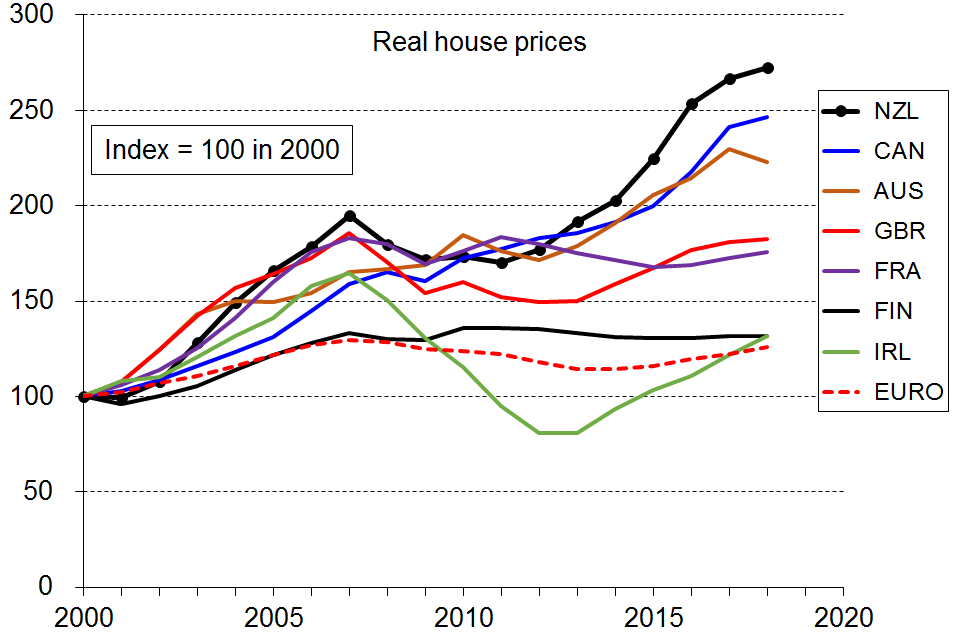 Real house prices
Index = 100 in 2000
300
250
200
150
100
50
0
2000 2005 2010 2015 2020
NZL
CAN
AUS
GBR
FRA
FIN
IRL
EURO